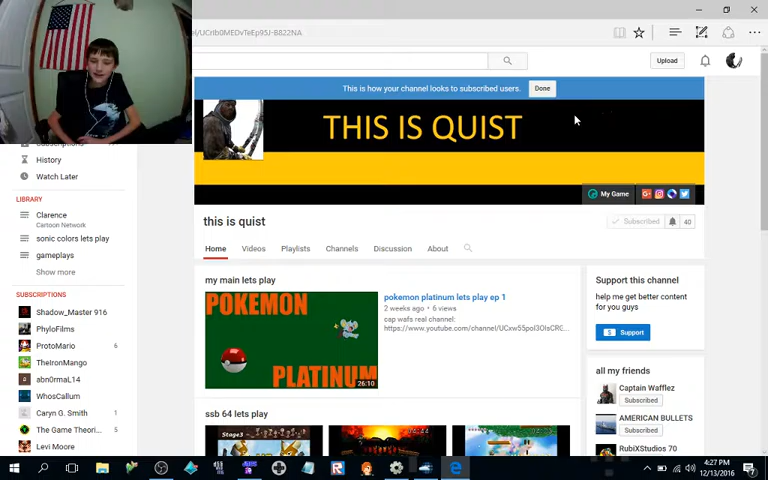 pi/UCrIb0MEDvTeEp95J-B822NA
Upload
This is how your channel looks to subscribed users.
Done
THIS IS QUIST
My Game
History
Watch Later
LIBRARY
Clarence
Cartoon Network
sonic colors lets play
gameplays
Show more
SUBSCRIPTIONS
Shadow_Master 916
PhyloFilms
ProtoMario 6
TheIronMango
abn0rmaL14
WhosCallum
Caryn G. Smith 1
The Game Theori... 5
Levi Moore
this is quist
Subscribed 40
Home Videos Playlists Channels Discussion About
my main lets play
POKEMON
PLATINUM
26:10
pokemon platinum lets play ep 1
2 weeks ago • 6 views
cap wafs real channel:
ssb 64 lets play
Stage3
Support this channel
help me get better content
for you guys
$ Support
all my friends
Captain Wafflez
Subscribed
AMERICAN BULLETS
Subscribed
RubiXStudios 70
4:27 PM
12/13/2016